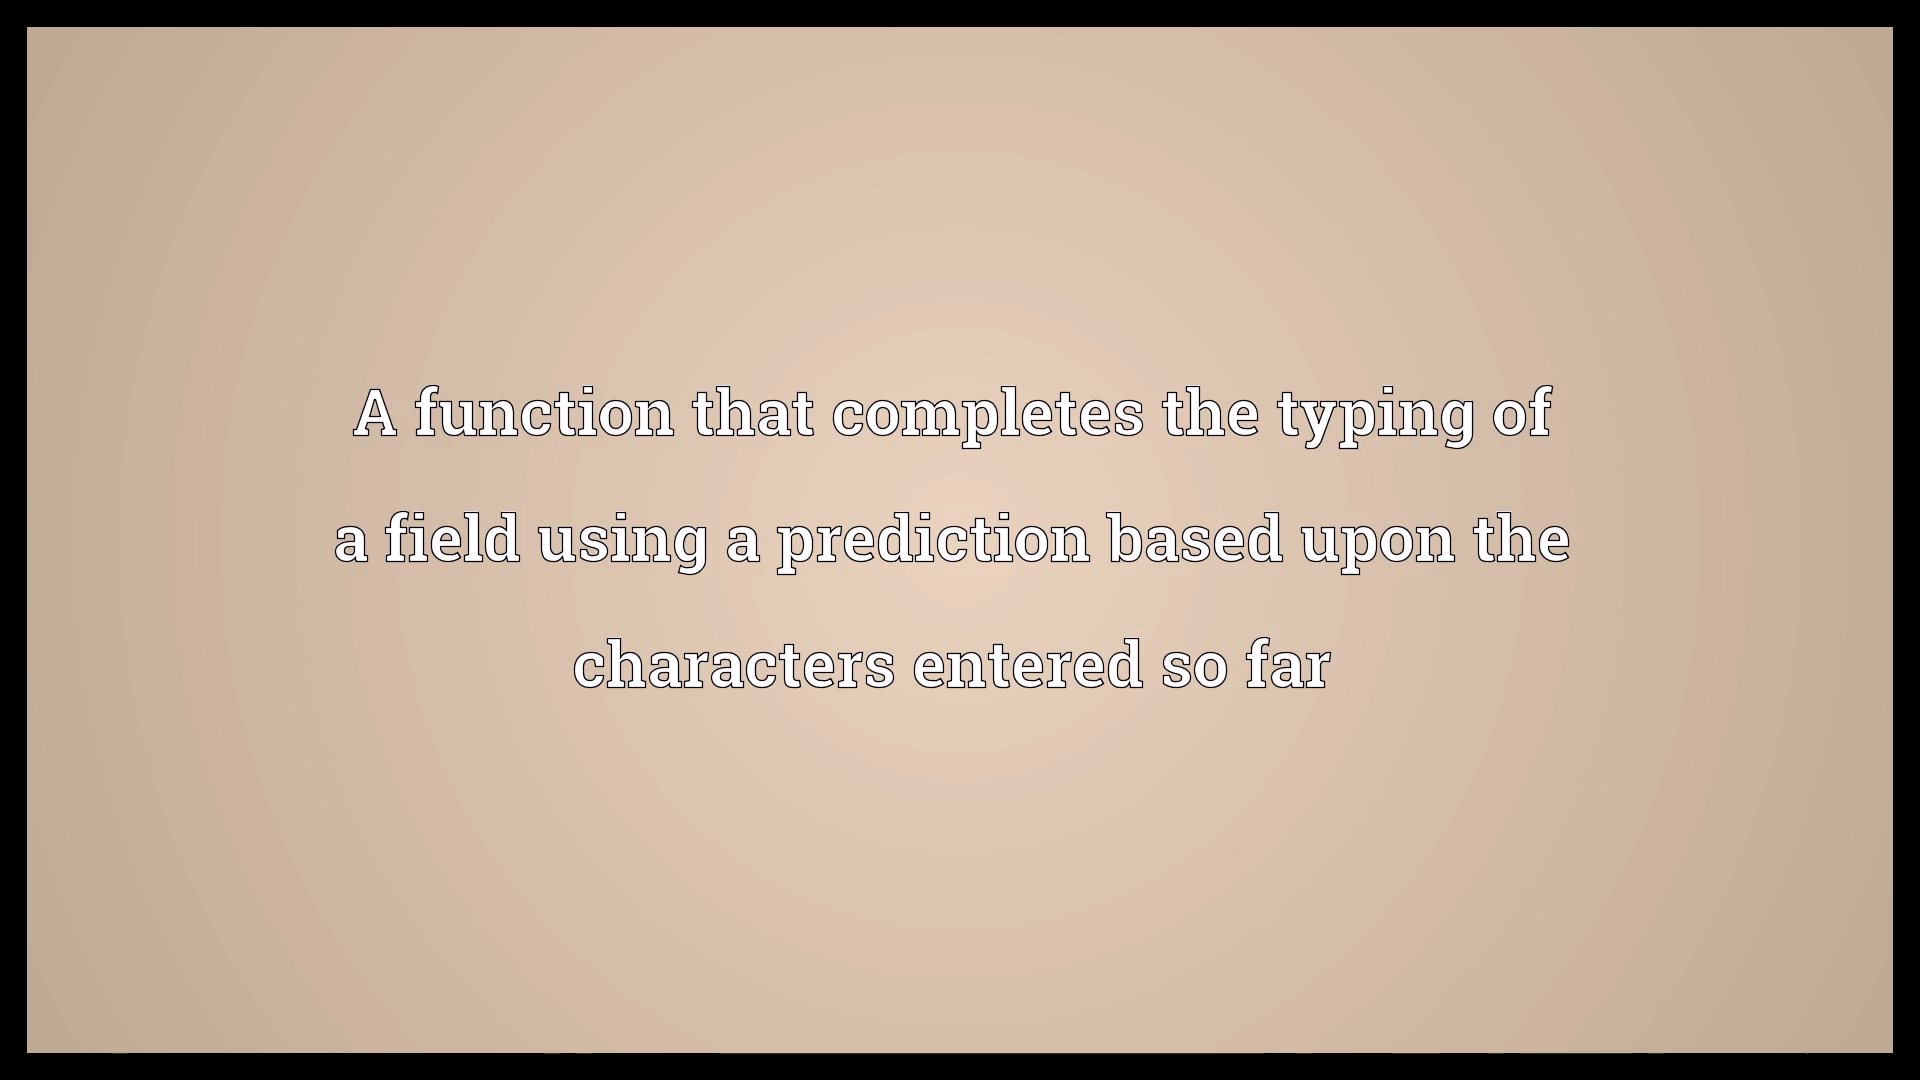 A function that completes the typing of
a field using a prediction based upon the
characters entered so far